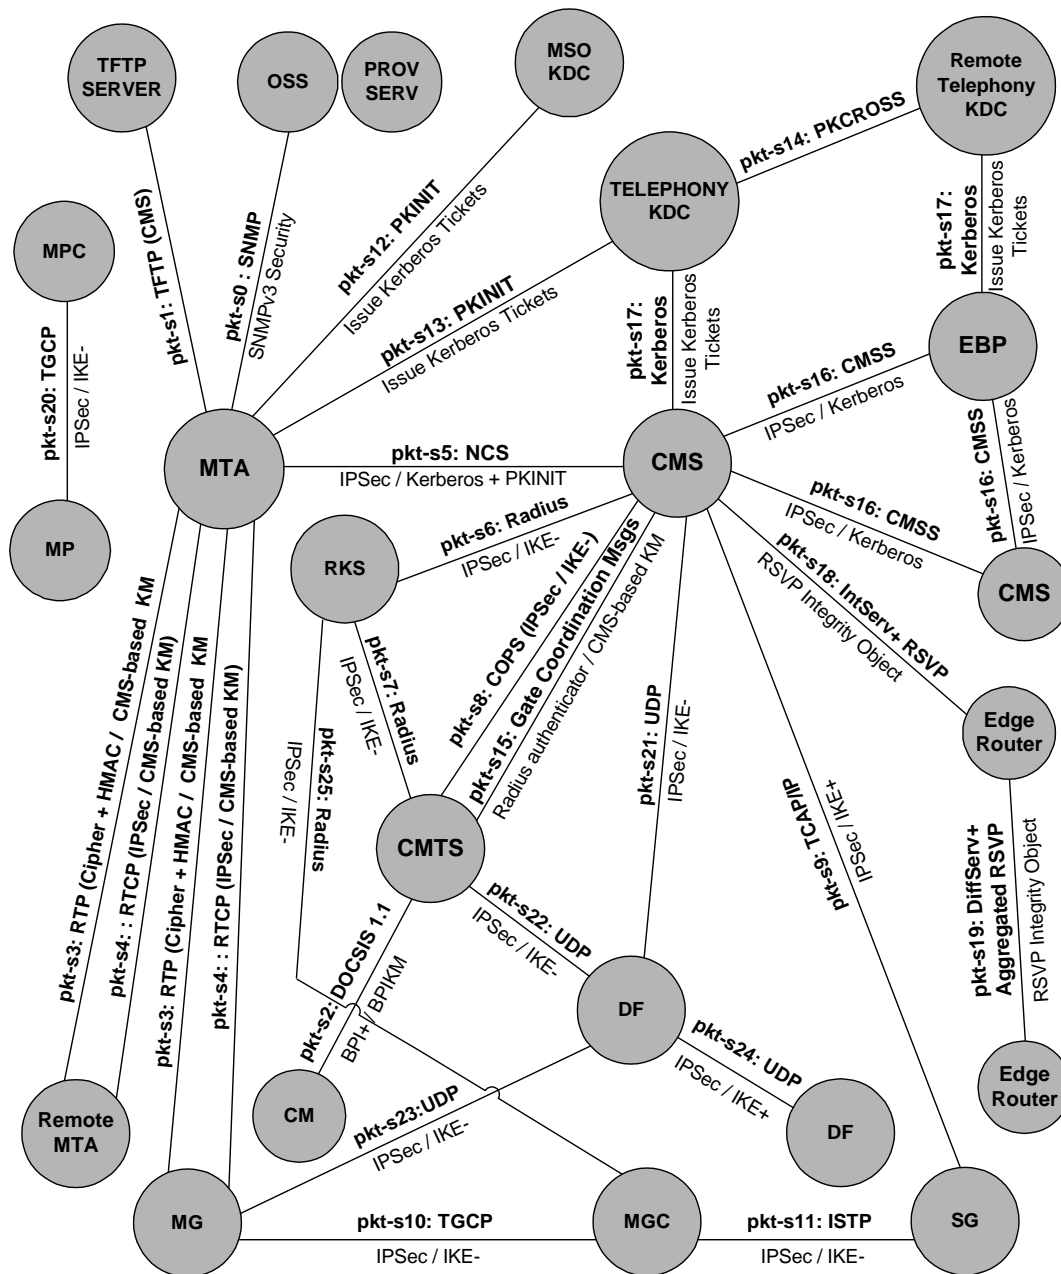 TFTP
SERVER
OSS
PROV
SERV
MSO
KDC
Remote
Telephony
KDC
TELEPHONY
KDC
MPC
pkt-s14: PKCROSS
pkt-s17:
Kerberos
Issue Kerberos
Tickets
pkt-s1: TFTP (CMS)
pkt-s0 : SNMP
SNMPv3 Security
pkt-s12: PKINIT
Issue Kerberos Tickets
pkt-s13: PKINIT
Issue Kerberos Tickets
pkt-s17:
Kerberos
Issue Kerberos
Tickets
pkt-s20: TGCP
IPSec / IKE-
EBP
pkt-s16: CMSS
IPSec / Kerberos
pkt-s16: CMSS
IPSec / Kerberos
MTA
pkt-s5: NCS
IPSec / Kerberos + PKINIT
CMS
MP
pkt-s16: CMSS
IPSec / Kerberos
CMS
RKS
pkt-s6: Radius
IPSec / IKE-
pkt-s18: IntServ+ RSVP
RSVP Integrity Object
pkt-s7: Radius
IPSec / IKE-
pkt-s8: COPS (IPSec / IKE-)
pkt-s15: Gate Coordination Msgs
Radius authenticator / CMS-based KM
pkt-s21: UDP
IPSec / IKE-
pkt-s25: Radius
IPSec / IKE-
pkt-s9: TCAP/IP
IPSec / IKE+
Edge
Router
pkt-s3: RTP (Cipher + HMAC / CMS-based KM
pkt-s4: : RTCP (IPSec / CMS-based KM)
pkt-s3: RTP (Cipher + HMAC / CMS-based KM
pkt-s4: : RTCP (IPSec / CMS-based KM)
CMTS
pkt-s22: UDP
IPSec / IKE-
pkt-s19: DiffServ+
Aggregated RSVP
RSVP Integrity Object
pkt-s2: DOCSIS 1.1
BPI+ / BPIKM
DF
pkt-s24: UDP
IPSec / IKE+
Edge
Router
CM
Remote
MTA
pkt-s23:UDP
IPSec / IKE-
DF
MG
pkt-s10: TGCP
IPSec / IKE-
MGC
pkt-s11: ISTP
IPSec / IKE-
SG